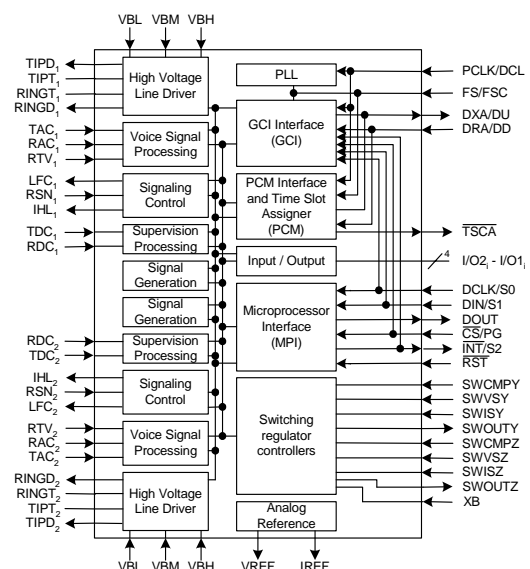 VBL VBM VBH
TIPD1
TIPT1
RINGT1
RINGD1
High Voltage
Line Driver
TAC1
RAC1
RTV1
Voice Signal
Processing
LFC1
RSN1
IHL1
Signaling
Control
TDC1
RDC1
Supervision
Processing
Signal
Generation
Signal
Generation
RDC2
TDC2
Supervision
Processing
IHL2
RSN2
LFC2
Signaling
Control
RTV2
RAC2
TAC2
Voice Signal
Processing
RINGD2
RINGT2
TIPT2
TIPD2
High Voltage
Line Driver
VBL VBM VBH
PLL
GCI Interface
(GCI)
PCM Interface
and Time Slot
Assigner
(PCM)
Input / Output
Microprocessor
Interface
(MPI)
Switching
regulator
controllers
Analog
Reference
VREF IREF
PCLK/DCL
FS/FSC
DXA/DU
DRA/DD
TSCA
4
I/O2i - I/O1i
DCLK/S0
DIN/S1
DOUT
CS/PG
INT/S2
RST
SWCMPY
SWVSY
SWISY
SWOUTY
SWCMPZ
SWVSZ
SWISZ
SWOUTZ
XB